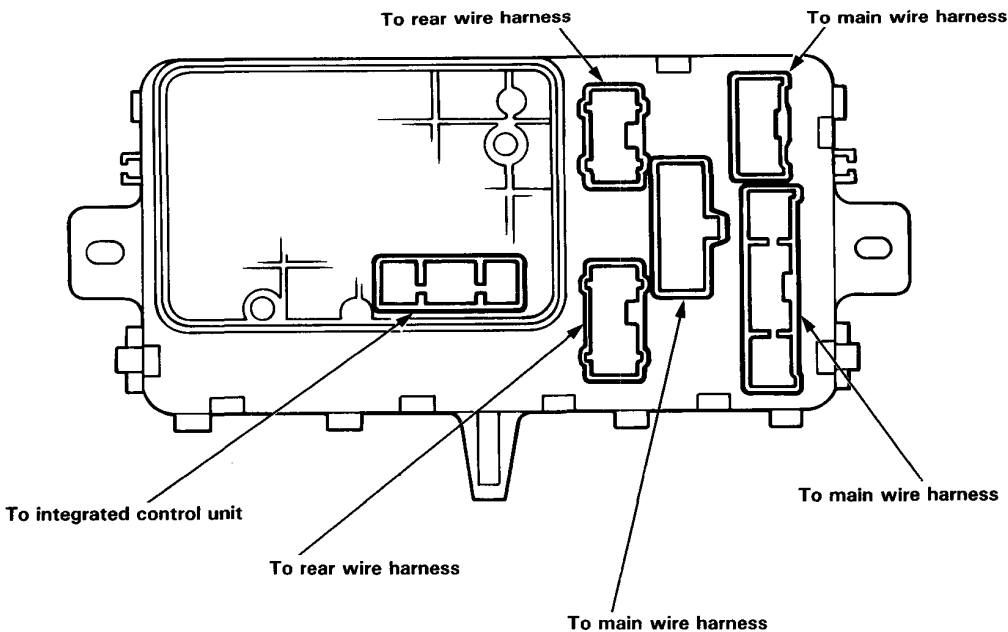 To rear wire harness
To main wire harness
To main wire harness
To integrated control unit
To rear wire harness
To main wire harness